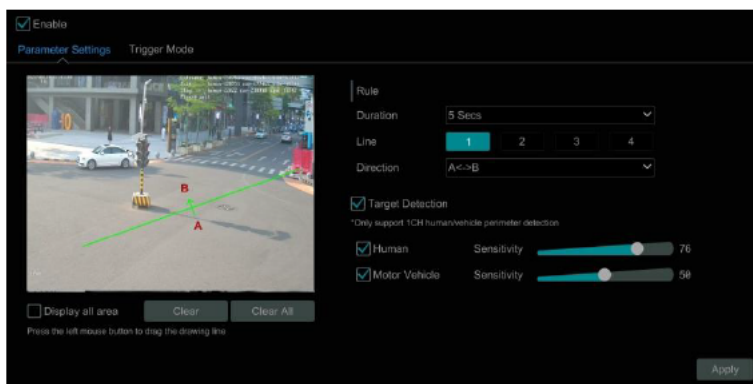 Enable
Parameter Settings Trigger Mode
Rule
Duration 5 Secs
Line 1 2 3 4
Direction A<->B
B
A
Target Detection
*Only support 1CH human/vehicle perimeter detection
Human Sensitivity 76
Motor Vehicle Sensitivity 50
Display all area Clear Clear All
Press the left mouse button to drag the drawing line
Apply